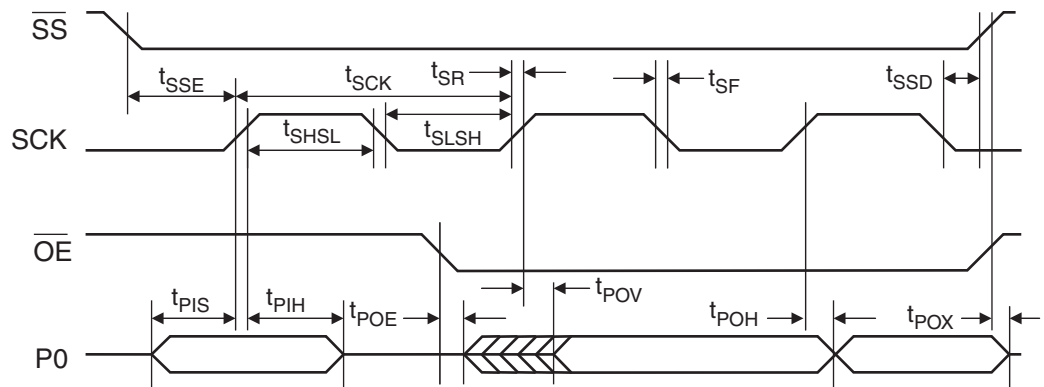 SS
tSSE
tSCK
tSR
tSF
tSSD
SCK
tSHSL
tSLSH
OE
tPIS
tPIH
tPOE
tPOV
tPOH
tPOX
P0